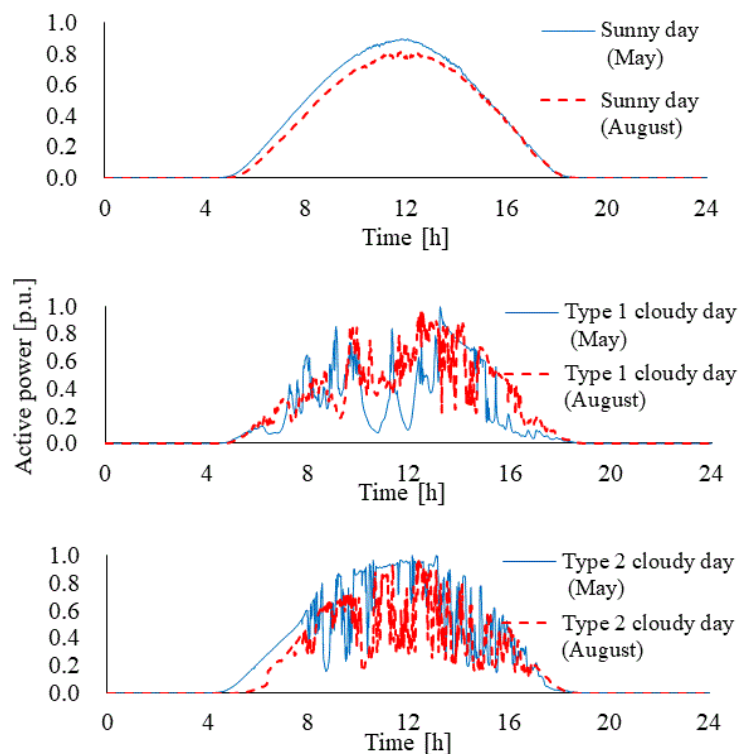 1.0
0.8
0.6
0.4
0.2
0.0
0 4 8 12 16 20 24
Time [h]
Sunny day
(May)
Sunny day
(August)
Active power [p.u.]
1.0
0.8
0.6
0.4
0.2
0.0
0 4 8 12 16 20 24
Time [h]
Type 1 cloudy day
(May)
Type 1 cloudy day
(August)
1.0
0.8
0.6
0.4
0.2
0.0
0 4 8 12 16 20 24
Time [h]
Type 2 cloudy day
(May)
Type 2 cloudy day
(August)